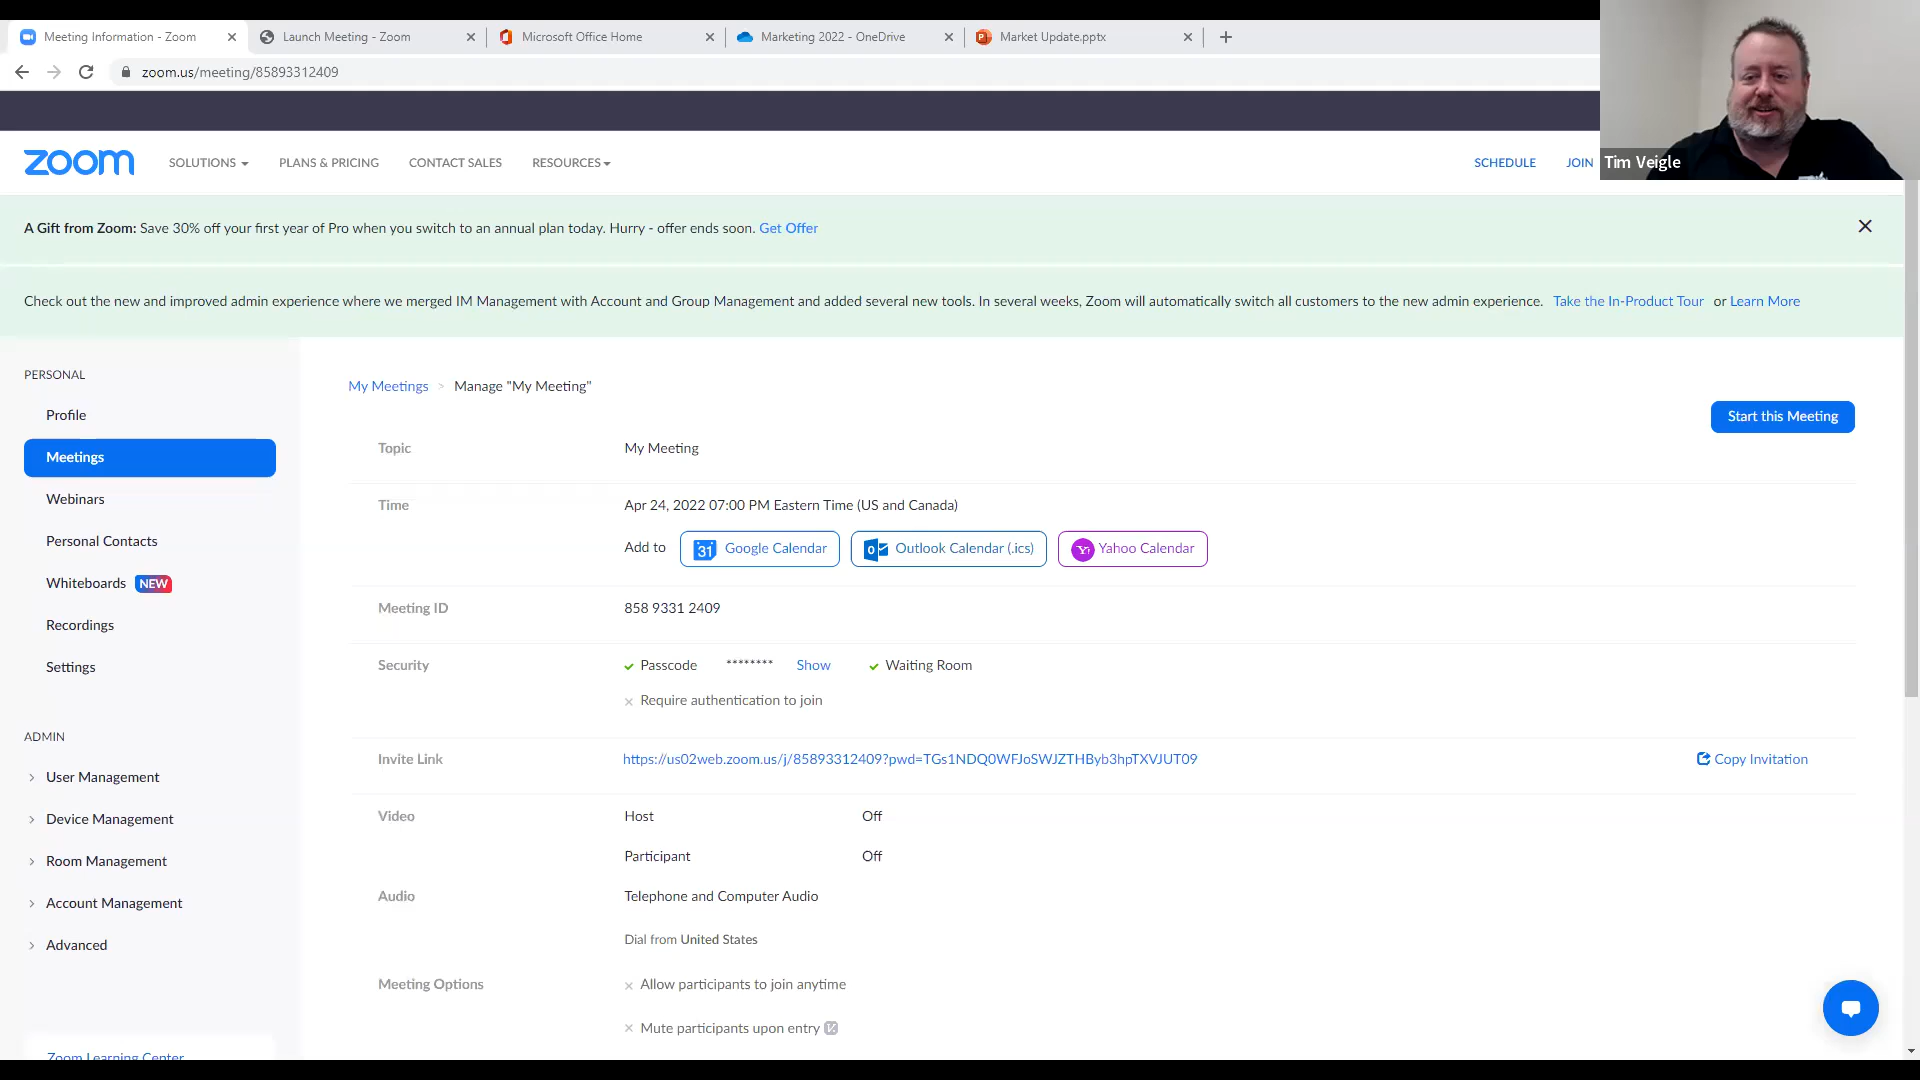 Meeting Information - Zoom
Launch Meeting - Zoom
Microsoft Office Home
Marketing 2022 - OneDrive
Market Update.pptx
zoom.us/meeting/85893312409
zoom
SOLUTIONS
PLANS & PRICING
CONTACT SALES
RESOURCES
SCHEDULE
JOIN
Tim Veigle
A Gift from Zoom: Save 30% off your first year of Pro when you switch to an annual plan today. Hurry - offer ends soon. Get Offer
Check out the new and improved admin experience where we merged IM Management with Account and Group Management and added several new tools. In several weeks, Zoom will automatically switch all customers to the new admin experience. Take the In-Product Tour or Learn More
PERSONAL
Profile
Meetings
Webinars
Personal Contacts
Whiteboards NEW
Recordings
Settings
ADMIN
User Management
Device Management
Room Management
Account Management
Advanced
Zoom Learning Center
My Meetings > Manage "My Meeting"
Start this Meeting
Topic My Meeting
Time Apr 24, 2022 07:00 PM Eastern Time (US and Canada)
Add to 31 Google Calendar Outlook Calendar (.ics) Yahoo Calendar
Meeting ID 858 9331 2409
Security Passcode ******** Show Waiting Room
Require authentication to join
Invite Link https://us02web.zoom.us/j/85893312409?pwd=TGs1NDQ0WFJoSWJZTHByb3hpTXVJUT09 Copy Invitation
Video Host Off
Participant Off
Audio Telephone and Computer Audio
Dial from United States
Meeting Options Allow participants to join anytime
Mute participants upon entry